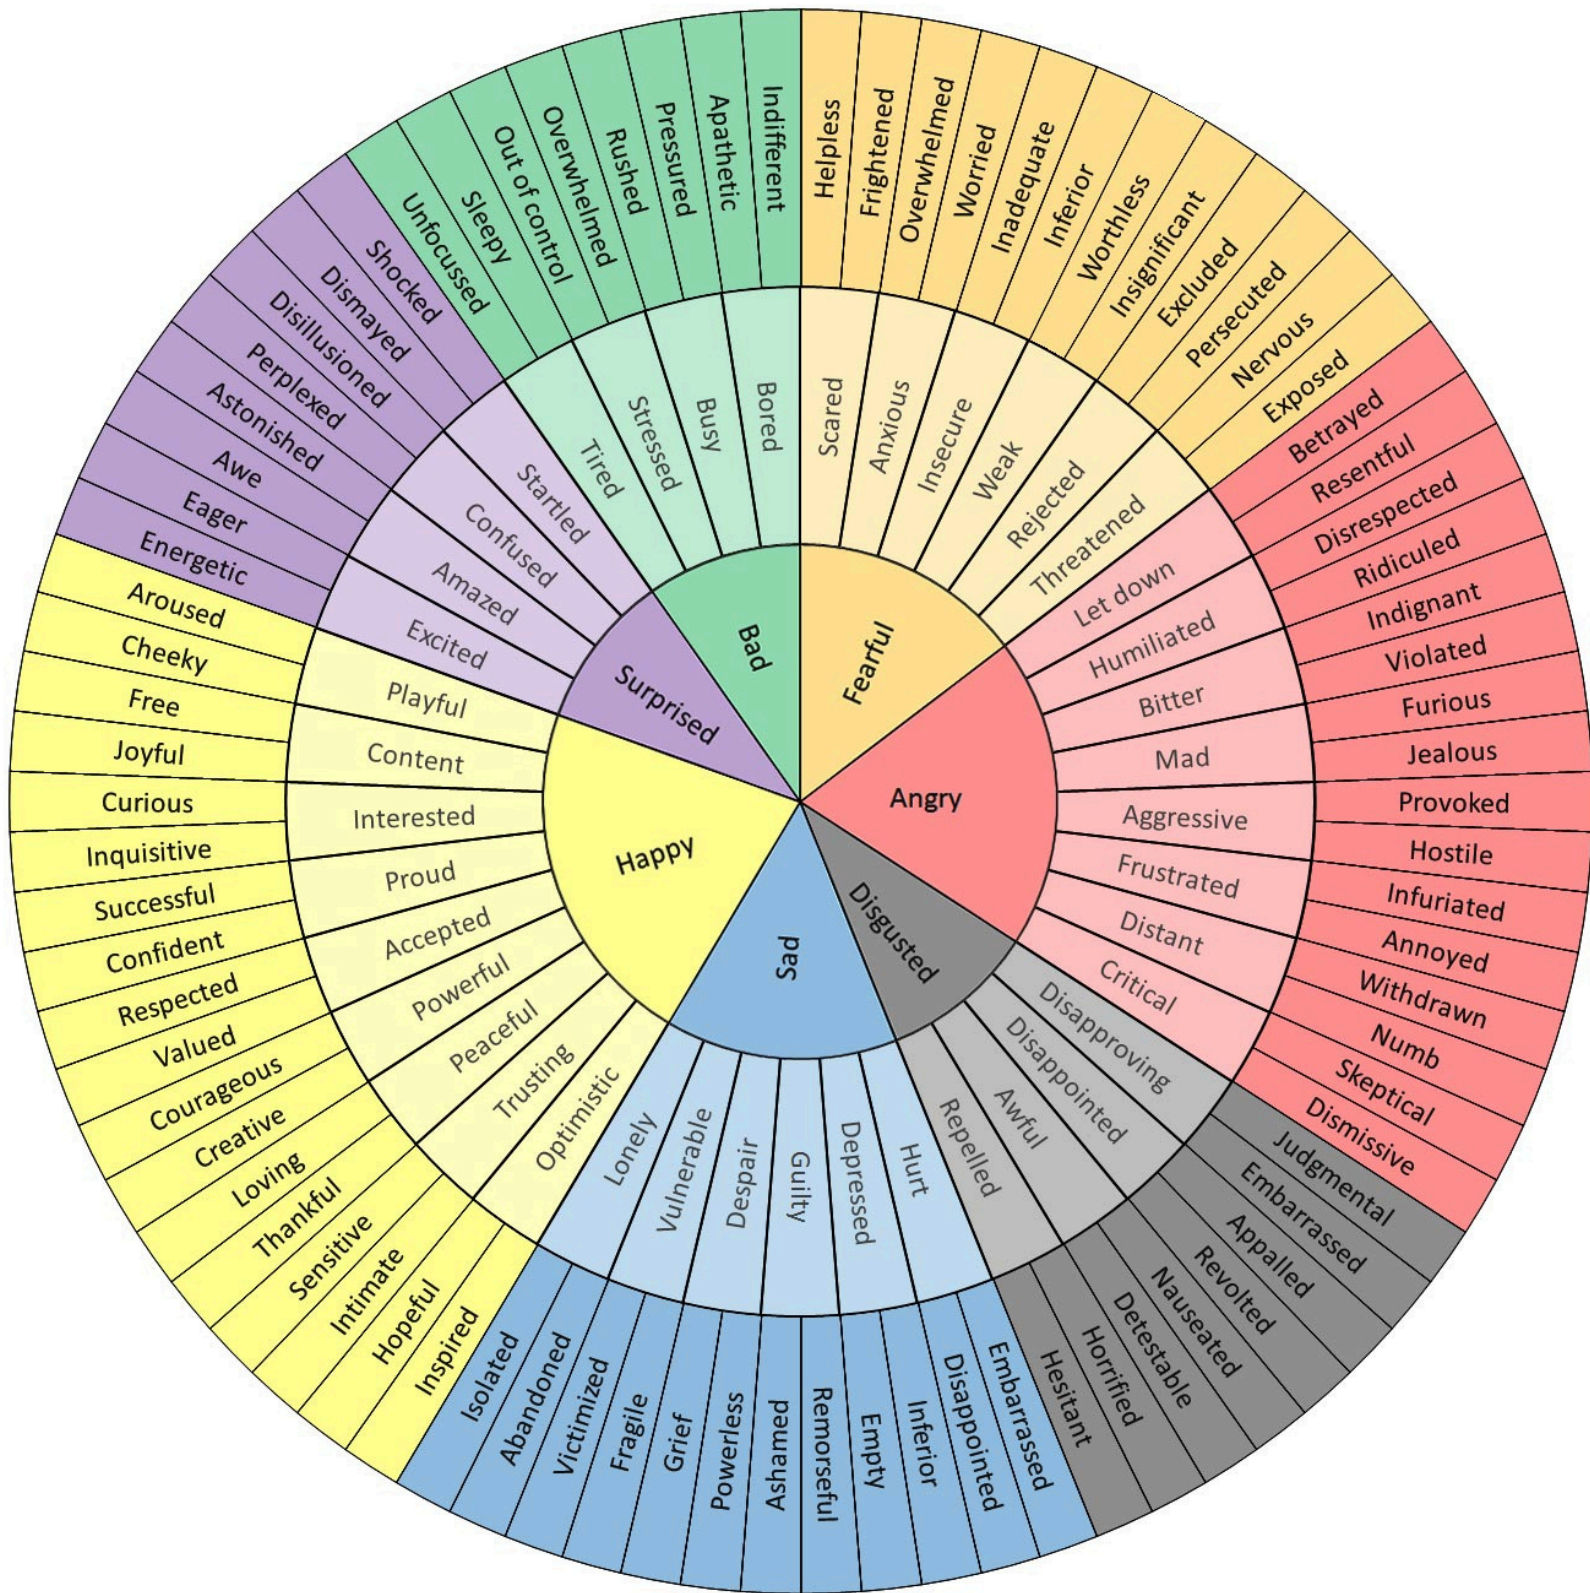 Fearful
Angry
Disgusted
Sad
Happy
Surprised
Bad
Scared
Anxious
Insecure
Weak
Rejected
Threatened
Let down
Humiliated
Bitter
Mad
Aggressive
Frustrated
Distant
Critical
Disapproving
Disappointed
Awful
Repelled
Hurt
Depressed
Guilty
Despair
Vulnerable
Lonely
Optimistic
Trusting
Peaceful
Powerful
Accepted
Proud
Interested
Content
Playful
Excited
Amazed
Confused
Startled
Tired
Stressed
Busy
Bored
Helpless
Frightened
Overwhelmed
Worried
Inadequate
Inferior
Worthless
Insignificant
Excluded
Persecuted
Nervous
Exposed
Betrayed
Resentful
Disrespected
Ridiculed
Indignant
Violated
Furious
Jealous
Provoked
Hostile
Infuriated
Annoyed
Withdrawn
Numb
Skeptical
Dismissive
Judgmental
Embarrassed
Appalled
Revolted
Nauseated
Detestable
Horrified
Hesitant
Embarrassed
Disappointed
Inferior
Empty
Remorseful
Ashamed
Powerless
Grief
Fragile
Victimized
Abandoned
Isolated
Inspired
Hopeful
Intimate
Sensitive
Thankful
Loving
Creative
Courageous
Valued
Respected
Confident
Successful
Inquisitive
Curious
Joyful
Free
Cheeky
Aroused
Energetic
Eager
Awe
Astonished
Perplexed
Disillusioned
Dismayed
Shocked
Unfocussed
Sleepy
Out of control
Overwhelmed
Rushed
Pressured
Apathetic
Indifferent